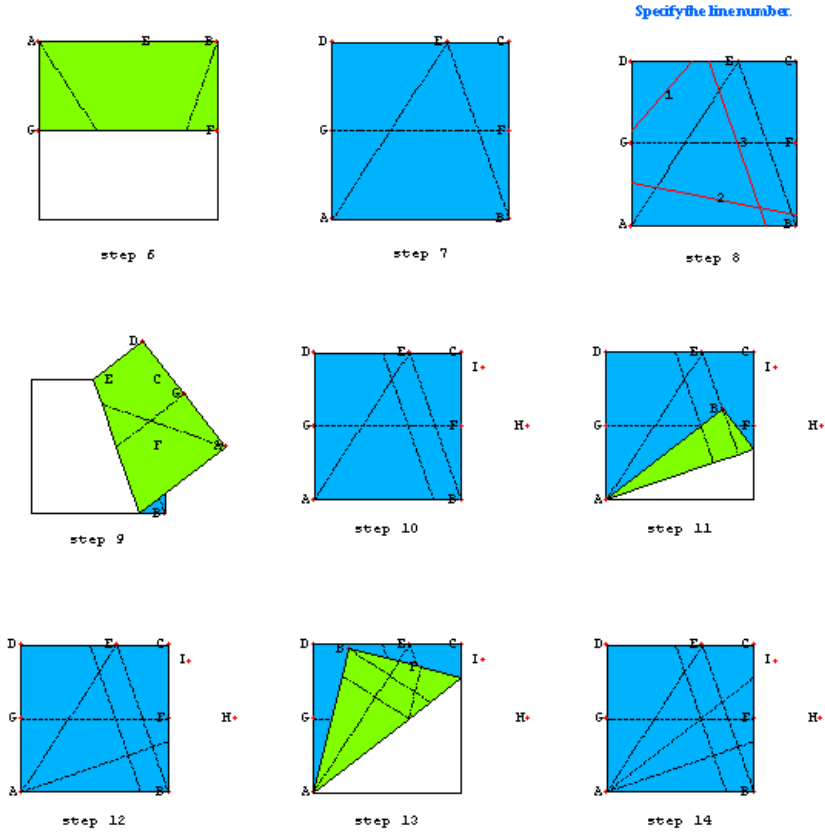 Specify the line number.
A E B
G F
step 6
D E C
G F
A B
step 7
D E C
1
G 3 F
2
A B
step 8
D
E C
G
F A
B
step 9
D E C
I
G F H
A B
step 10
D E C
I
B
G F H
A
step 11
D E C
I
G F H
A B
step 12
B E C
F I
G H
A
step 13
D E C
I
G F H
A B
step 14